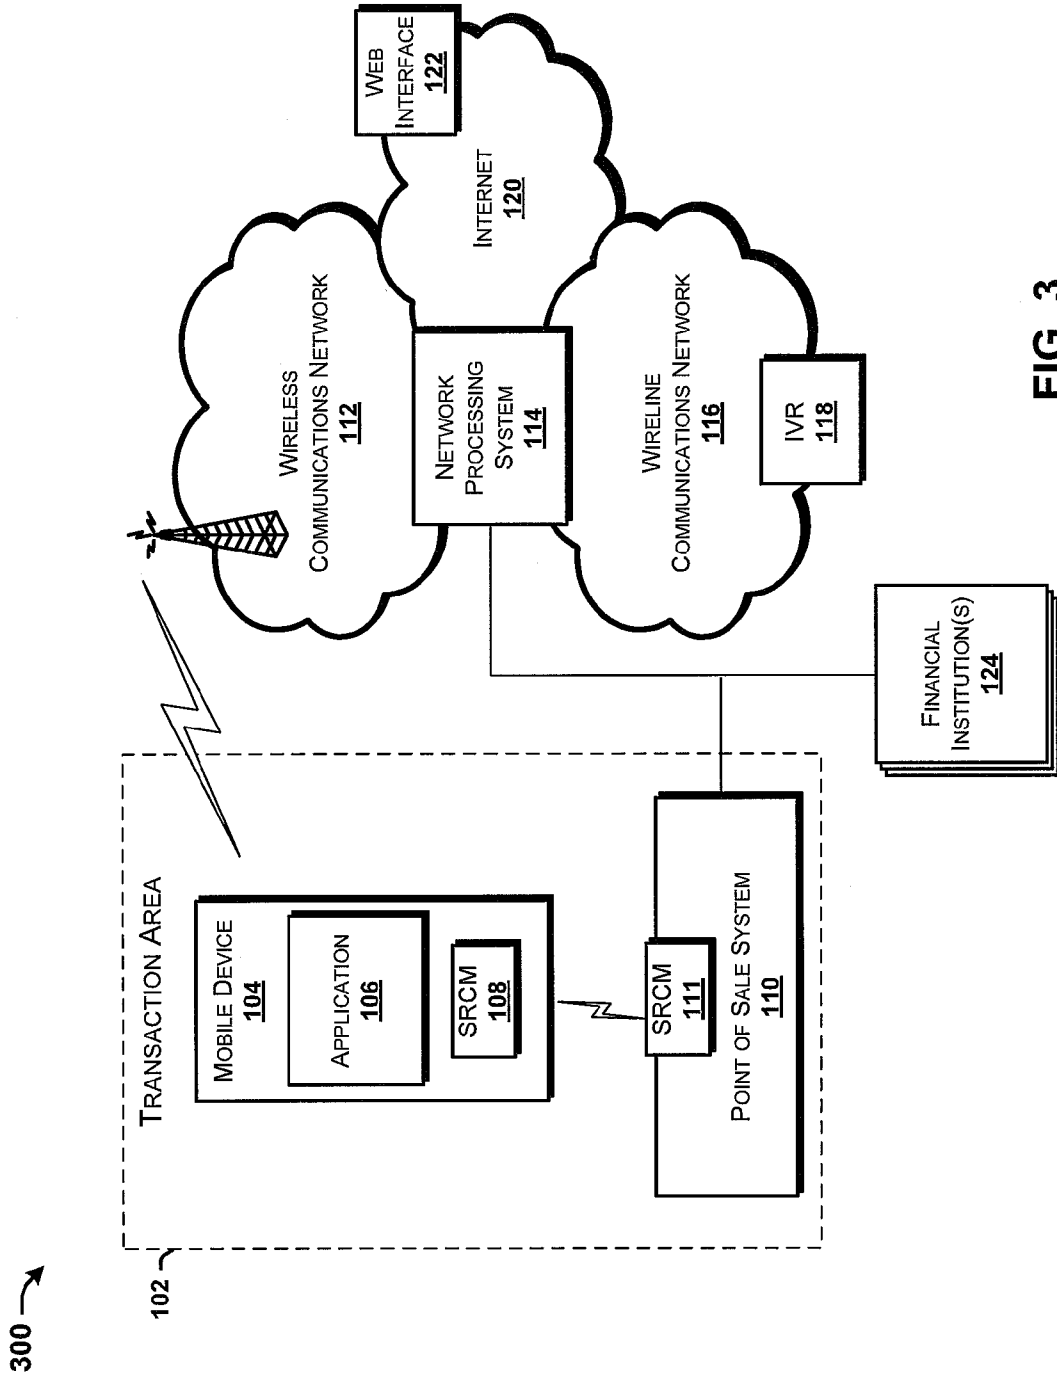 300
102
TRANSACTION AREA
MOBILE DEVICE
104
APPLICATION
106
SRCM
108
SRCM
111
POINT OF SALE SYSTEM
110
WIRELESS
COMMUNICATIONS NETWORK
112
NETWORK
PROCESSING
SYSTEM
114
WIRELINE
COMMUNICATIONS NETWORK
116
IVR
118
INTERNET
120
WEB
INTERFACE
122
FINANCIAL
INSTITUTION(S)
124
FIG. 3